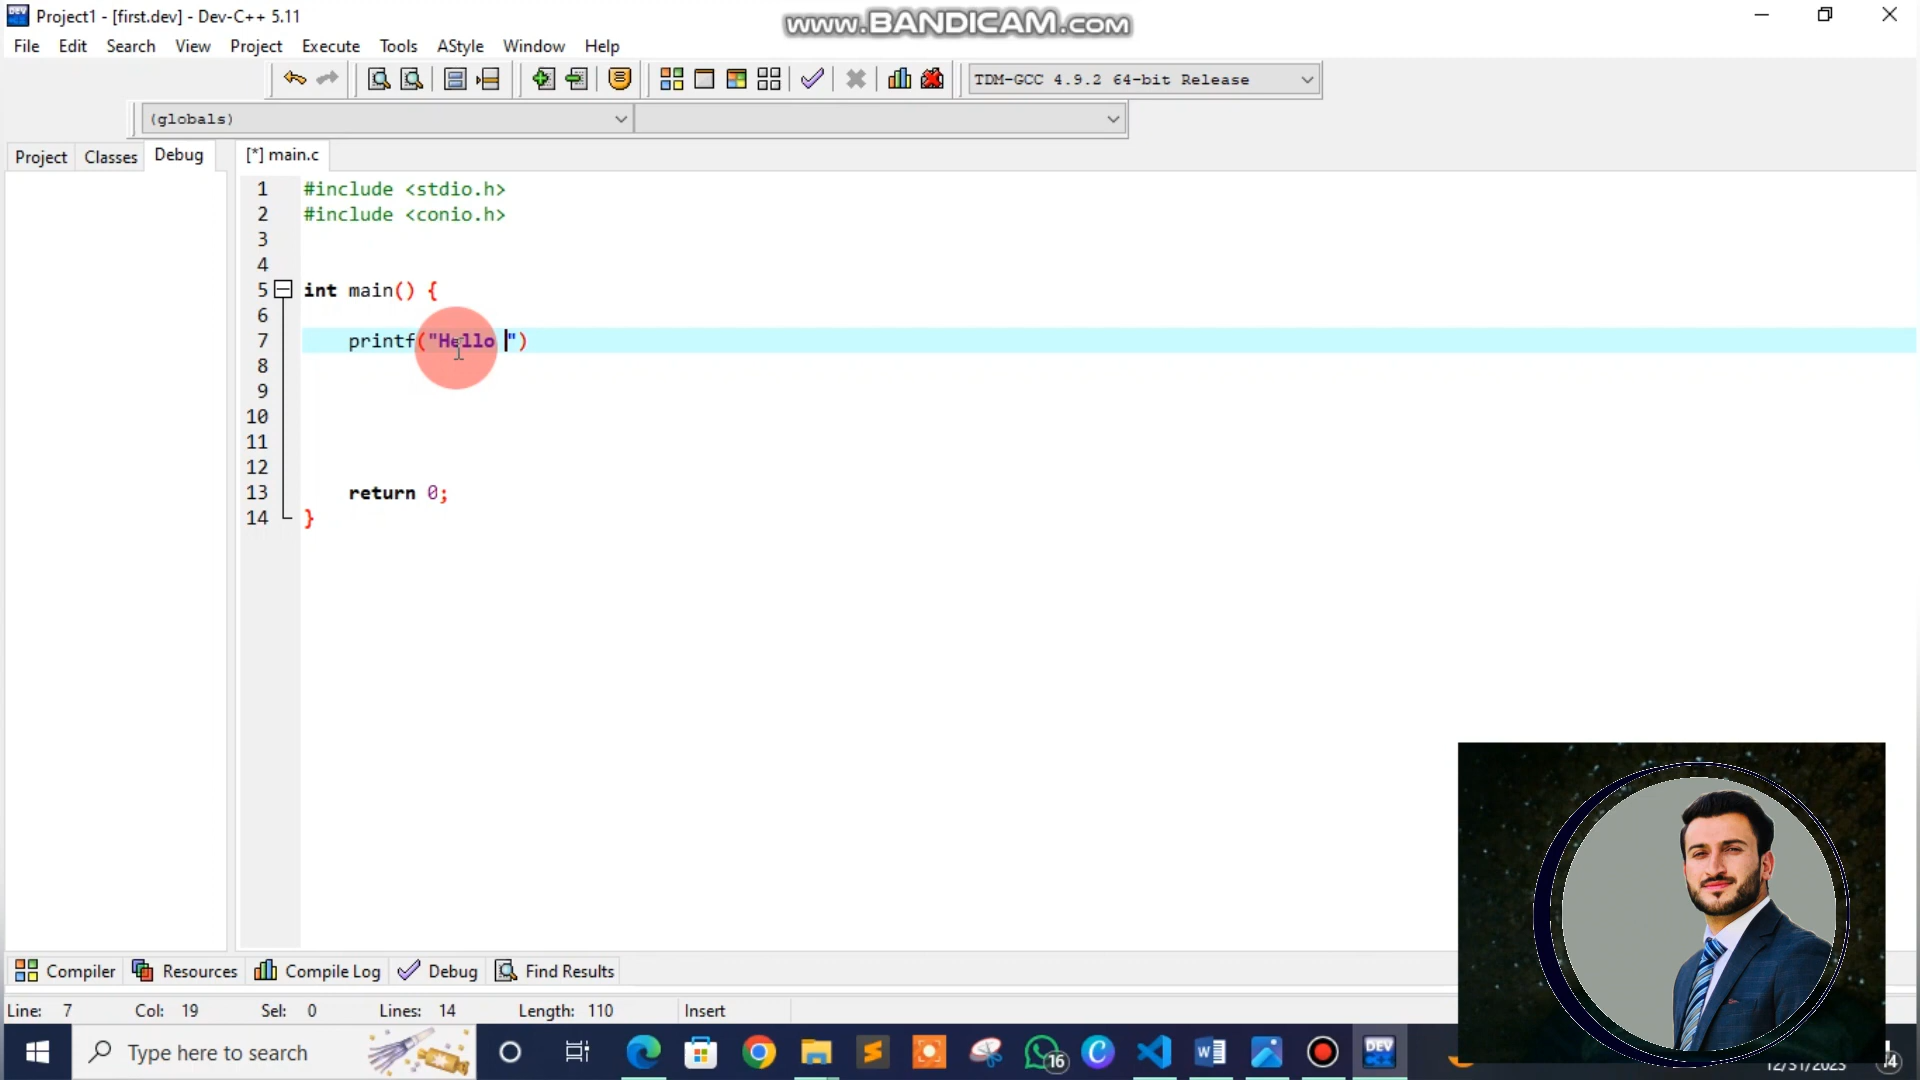 Project1 - [first.dev] - Dev-C++ 5.11
www.BANDICAM.com
File Edit Search View Project Execute Tools AStyle Window Help
TDM-GCC 4.9.2 64-bit Release
(globals)
Project Classes Debug
[*] main.c
1 #include <stdio.h>
2 #include <conio.h>
3
4
5 int main() {
6
7 printf("Hello ")
8
9
10
11
12
13 return 0;
14 }
Compiler Resources Compile Log Debug Find Results
Line: 7 Col: 19 Sel: 0 Lines: 14 Length: 110 Insert
Type here to search
16
DEV
12/31/2023